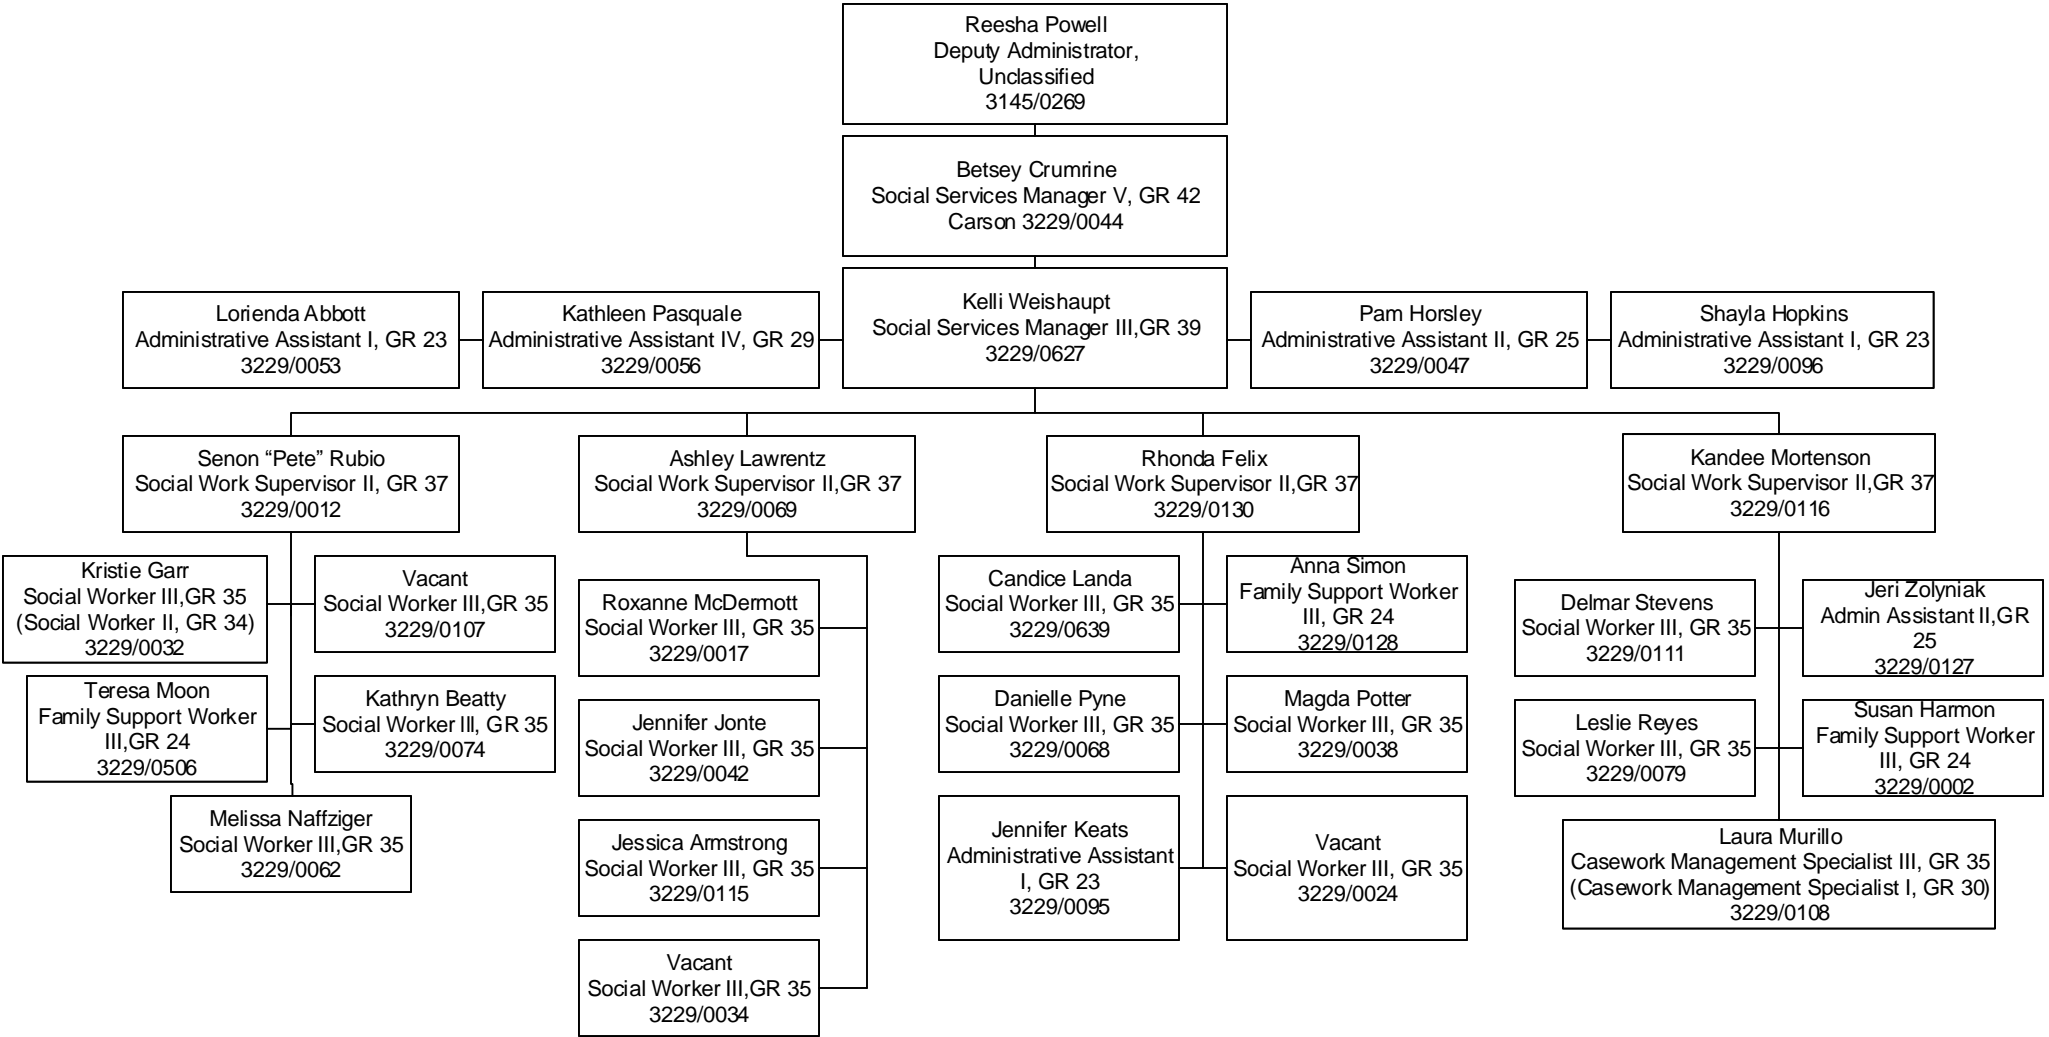 Reesha Powell
Deputy Administrator,
Unclassified
3145/0269
Betsey Crumrine
Social Services Manager V, GR 42
Carson 3229/0044
Kelli Weishaupt
Social Services Manager III,GR 39
3229/0627
Lorienda Abbott
Administrative Assistant I, GR 23
3229/0053
Kathleen Pasquale
Administrative Assistant IV, GR 29
3229/0056
Pam Horsley
Administrative Assistant II, GR 25
3229/0047
Shayla Hopkins
Administrative Assistant I, GR 23
3229/0096
Senon “Pete” Rubio
Social Work Supervisor II, GR 37
3229/0012
Ashley Lawrentz
Social Work Supervisor II,GR 37
3229/0069
Rhonda Felix
Social Work Supervisor II,GR 37
3229/0130
Kandee Mortenson
Social Work Supervisor II,GR 37
3229/0116
Kristie Garr
Social Worker III,GR 35
(Social Worker II, GR 34)
3229/0032
Vacant
Social Worker III,GR 35
3229/0107
Teresa Moon
Family Support Worker
III,GR 24
3229/0506
Kathryn Beatty
Social Worker III, GR 35
3229/0074
Melissa Naffziger
Social Worker III,GR 35
3229/0062
Roxanne McDermott
Social Worker III, GR 35
3229/0017
Jennifer Jonte
Social Worker III, GR 35
3229/0042
Jessica Armstrong
Social Worker III, GR 35
3229/0115
Vacant
Social Worker III,GR 35
3229/0034
Candice Landa
Social Worker III, GR 35
3229/0639
Anna Simon
Family Support Worker
III, GR 24
3229/0128
Danielle Pyne
Social Worker III, GR 35
3229/0068
Magda Potter
Social Worker III, GR 35
3229/0038
Jennifer Keats
Administrative Assistant
I, GR 23
3229/0095
Vacant
Social Worker III, GR 35
3229/0024
Delmar Stevens
Social Worker III, GR 35
3229/0111
Jeri Zolyniak
Admin Assistant II,GR
25
3229/0127
Leslie Reyes
Social Worker III, GR 35
3229/0079
Susan Harmon
Family Support Worker
III, GR 24
3229/0002
Laura Murillo
Casework Management Specialist III, GR 35
(Casework Management Specialist I, GR 30)
3229/0108